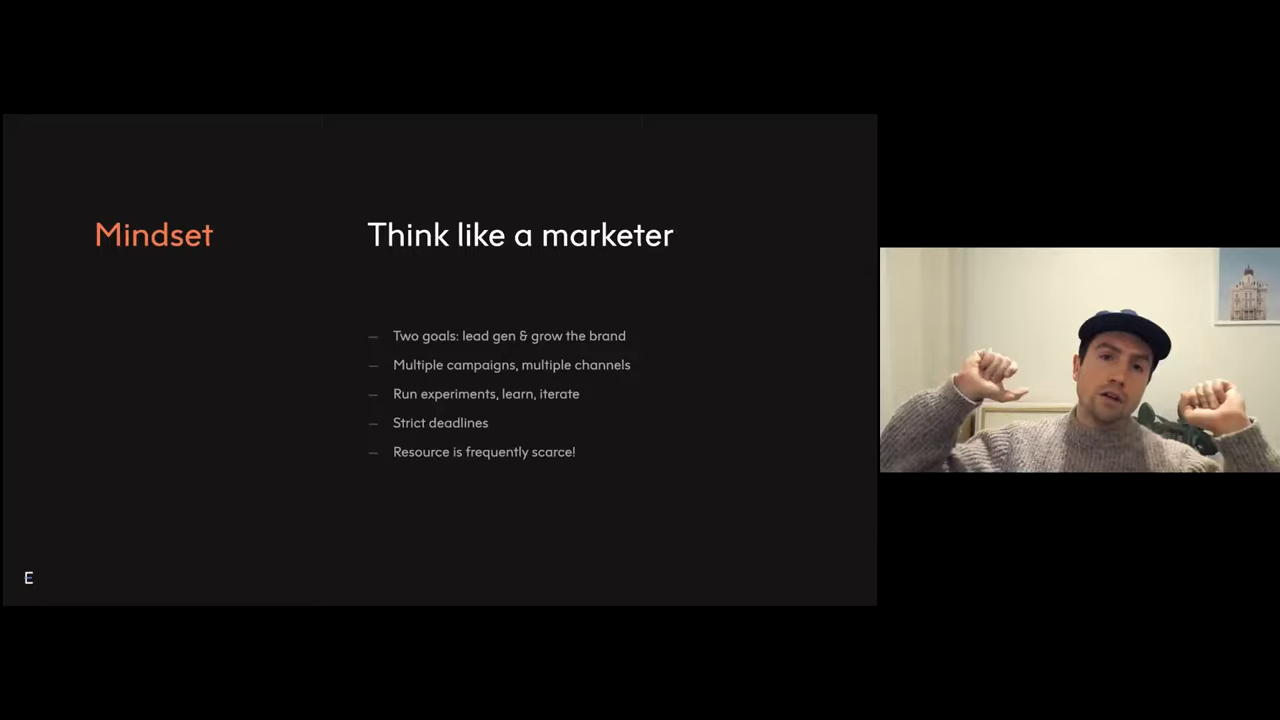 Mindset
Think like a marketer
— Two goals: lead gen & grow the brand
— Multiple campaigns, multiple channels
— Run experiments, learn, iterate
— Strict deadlines
— Resource is frequently scarce!
E